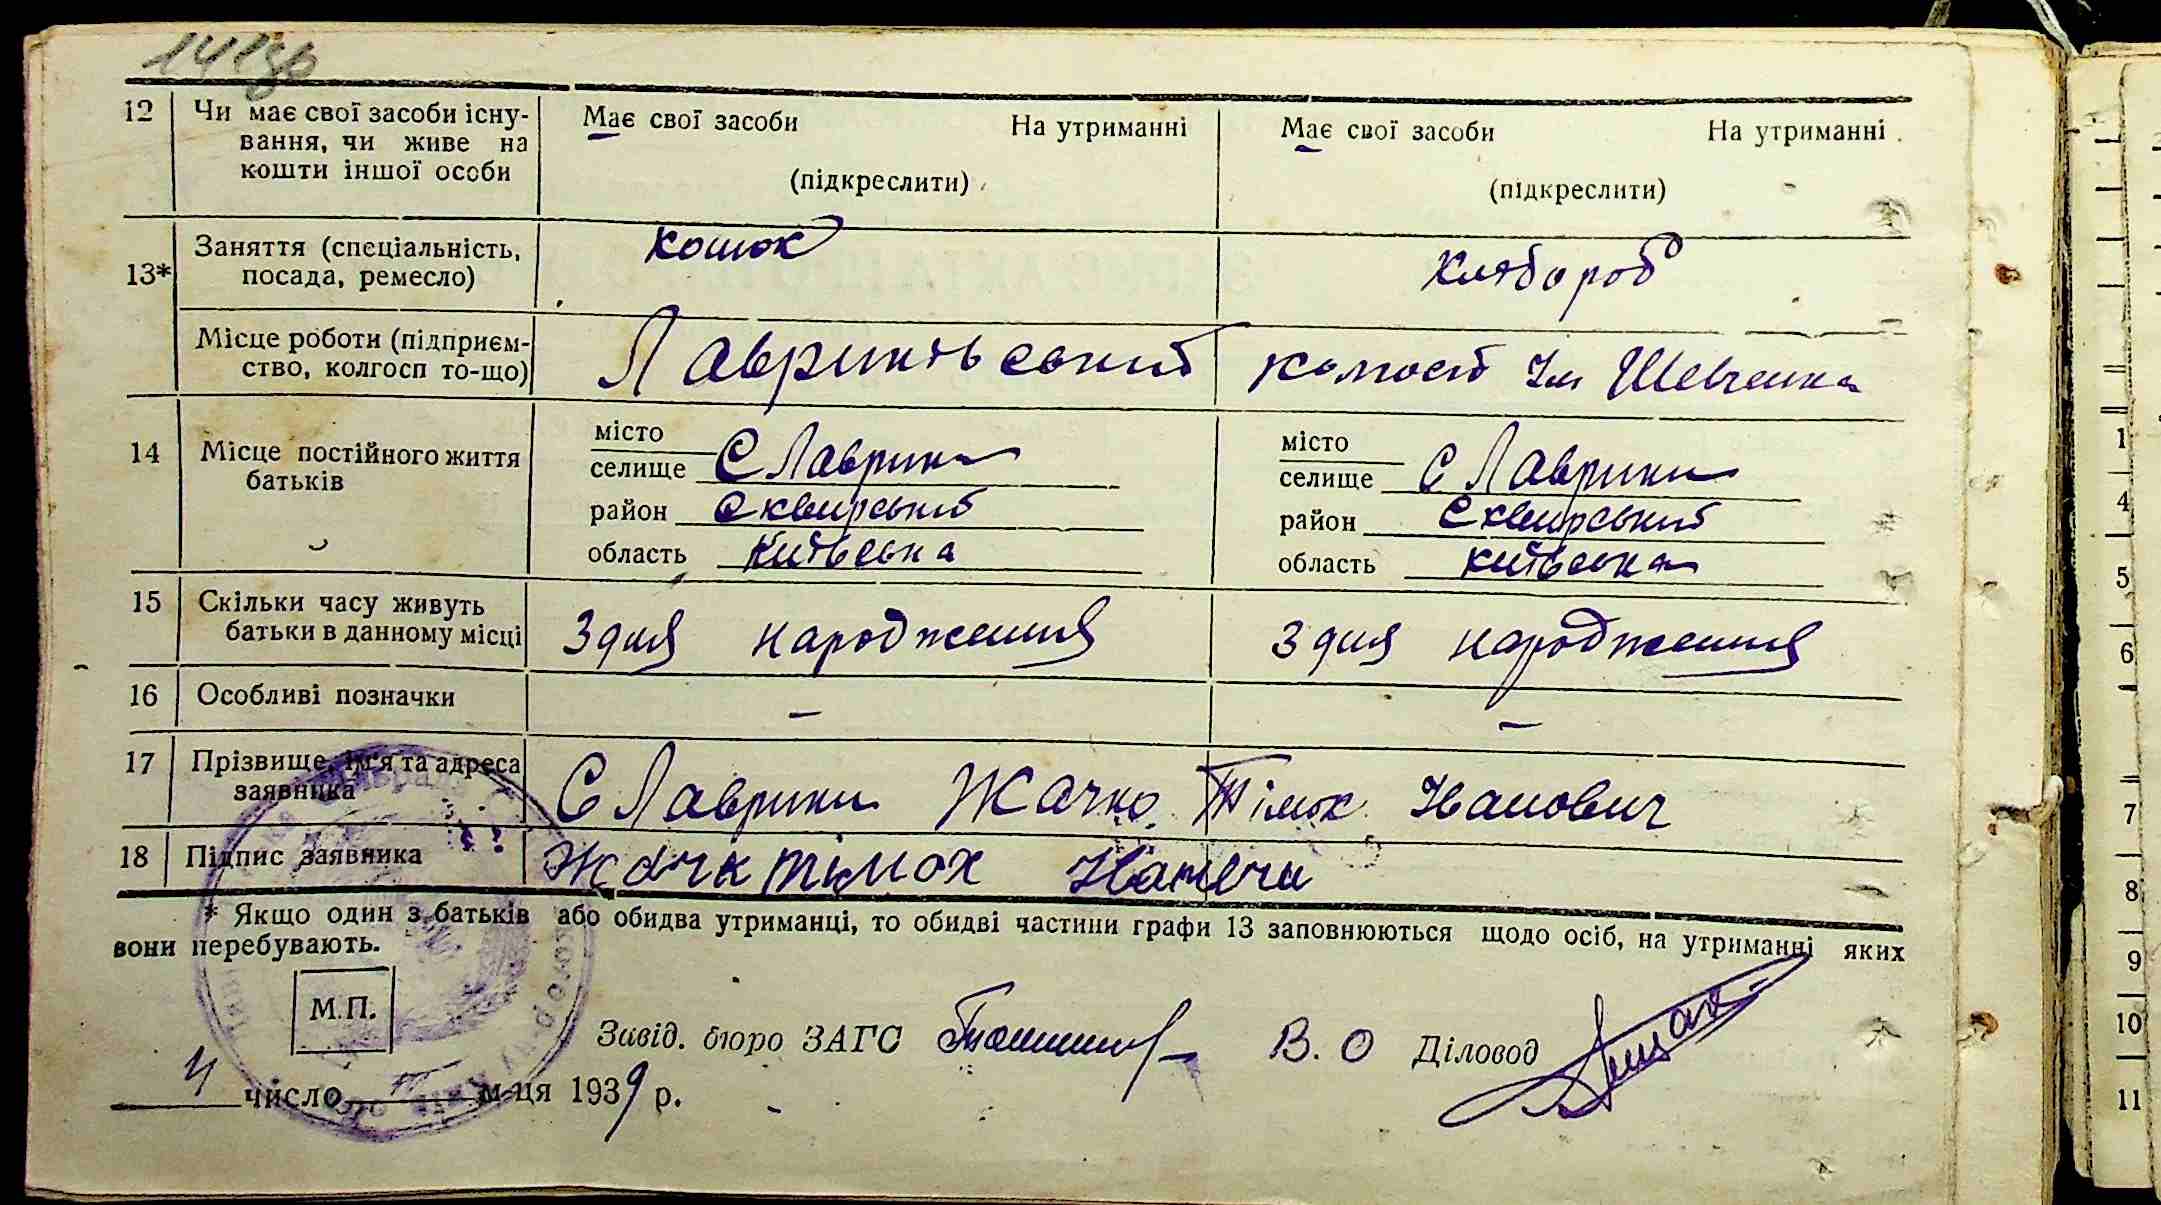 141зв
12 Чи має свої засоби існу- Має свої засоби На утриманні Має свої засоби На утриманні
вання, чи живе на
кошти іншої особи (підкреслити) (підкреслити)
13* Заняття (спеціальність, конюх хлібороб
посада, ремесло)
Місце роботи (підприєм- Лавриківський колгосп Ім Шевченка
ство, колгосп то-що)
14 Місце постійного життя батьків
місто місто
селище С Лаврики селище С Лаврики
район Сквирський район Сквирський
область Київська область Київська
15 Скільки часу живуть
батьки в данному місці З дня народження З дня народження
16 Особливі позначки – –
17 Прізвище, ім'я та адреса
заявника С Лаврики Жачко Тімох Іванович
18 Підпис заявника Жачк тімох
* Якщо один з батьків або обидва утриманці, то обидві частини графи 13 заповнюються щодо осіб, на утриманні яких
вони перебувають.
М.П.
Завід. бюро ЗАГС В. О Діловод
4 число м-ця 1939 р.
1
4
5
6
7
8
9
10
11